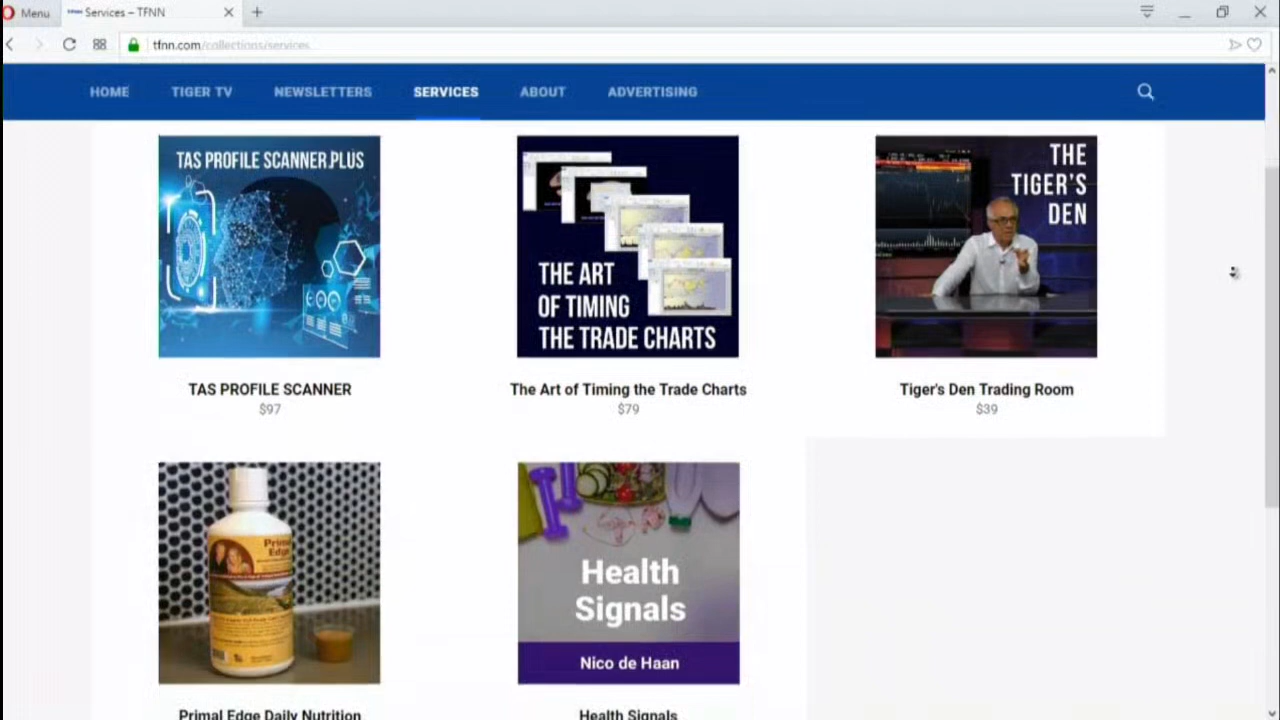 Menu
Services – TFNN
tfnn.com/collections/services
HOME
TIGER TV
NEWSLETTERS
SERVICES
ABOUT
ADVERTISING
TAS PROFILE SCANNER PLUS
THE ART
OF TIMING
THE TRADE CHARTS
THE
TIGER'S
DEN
TAS PROFILE SCANNER
$97
The Art of Timing the Trade Charts
$79
Tiger's Den Trading Room
$39
Primal
Edge
Health
Signals
Nico de Haan
Primal Edge Daily Nutrition
Health Signals